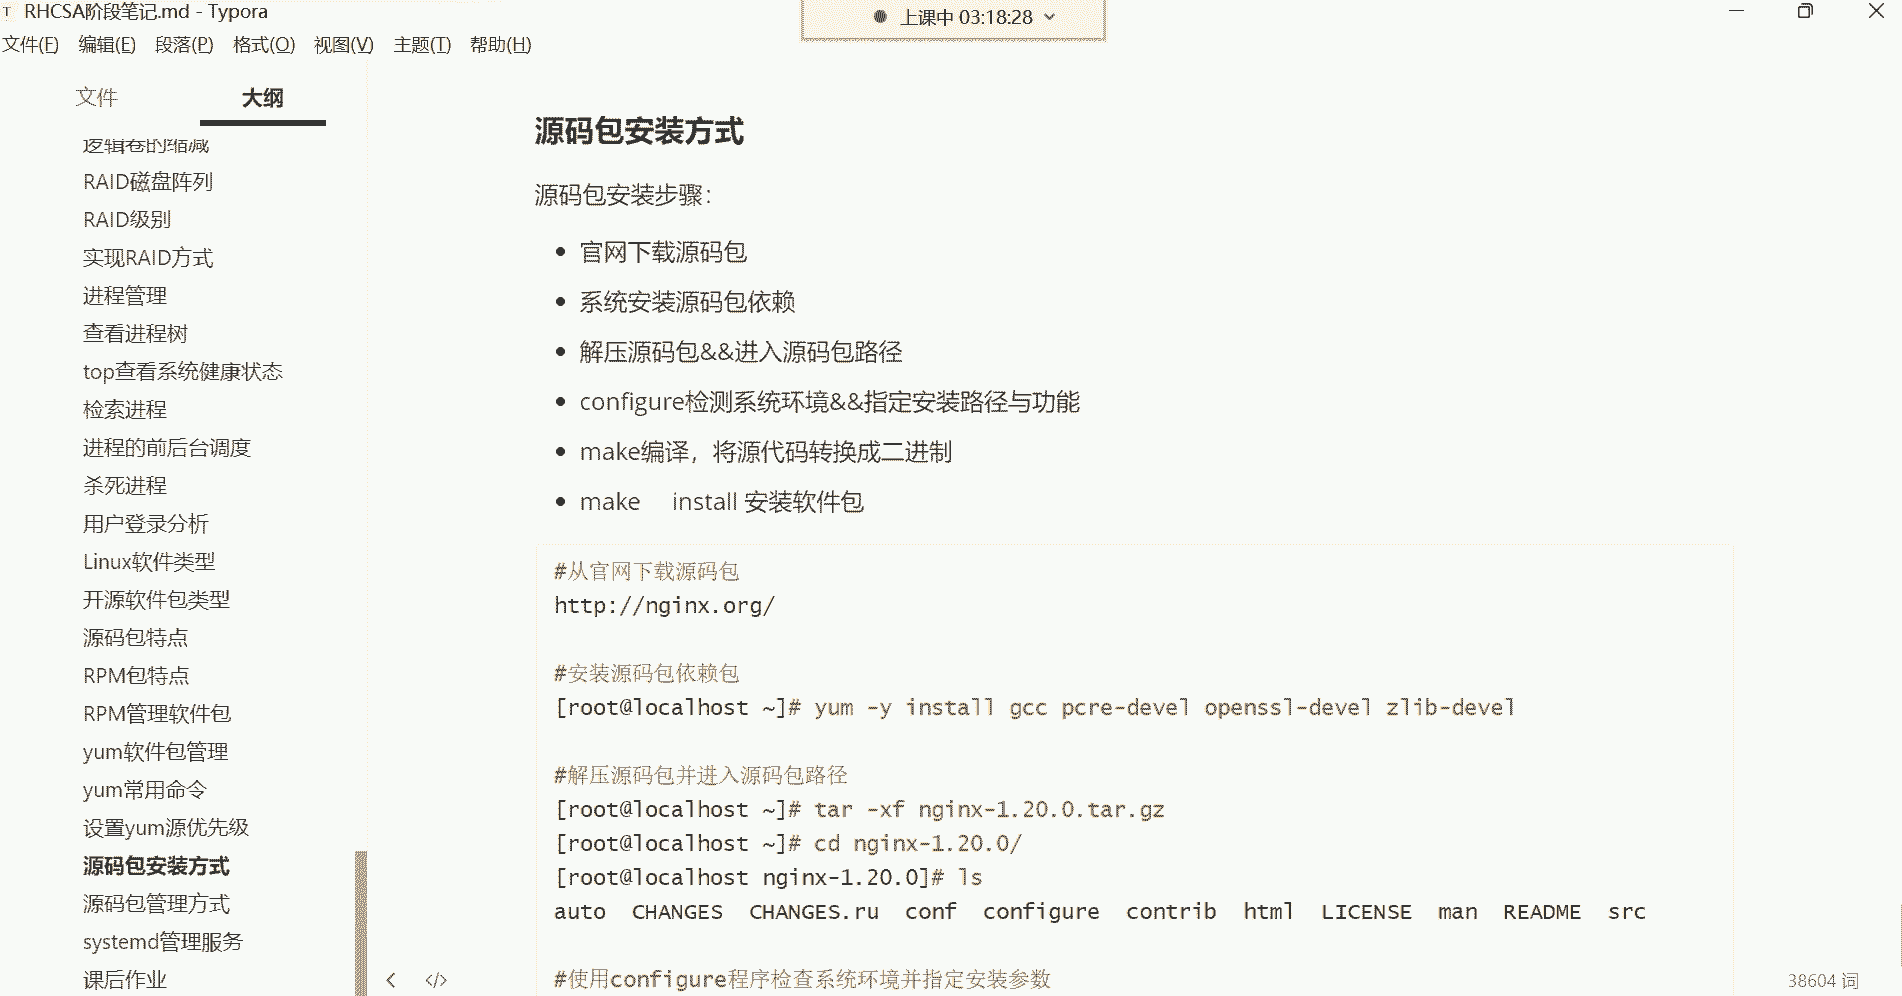 RHCSA阶段笔记.md - Typora
上课中 03:18:28
文件(F) 编辑(E) 段落(P) 格式(O) 视图(V) 主题(T) 帮助(H)
文件 大纲
逻辑卷的缩减
RAID磁盘阵列
RAID级别
实现RAID方式
进程管理
查看进程树
top查看系统健康状态
检索进程
进程的前后台调度
杀死进程
用户登录分析
Linux软件类型
开源软件包类型
源码包特点
RPM包特点
RPM管理软件包
yum软件包管理
yum常用命令
设置yum源优先级
源码包安装方式
源码包管理方式
systemd管理服务
课后作业
源码包安装方式
源码包安装步骤：
• 官网下载源码包
• 系统安装源码包依赖
• 解压源码包&&进入源码包路径
• configure检测系统环境&&指定安装路径与功能
• make编译，将源代码转换成二进制
• make install 安装软件包
#从官网下载源码包
http://nginx.org/
#安装源码包依赖包
[root@localhost ~]# yum -y install gcc pcre-devel openssl-devel zlib-devel
#解压源码包并进入源码包路径
[root@localhost ~]# tar -xf nginx-1.20.0.tar.gz
[root@localhost ~]# cd nginx-1.20.0/
[root@localhost nginx-1.20.0]# ls
auto CHANGES CHANGES.ru conf configure contrib html LICENSE man README src
#使用configure程序检查系统环境并指定安装参数
38604 词